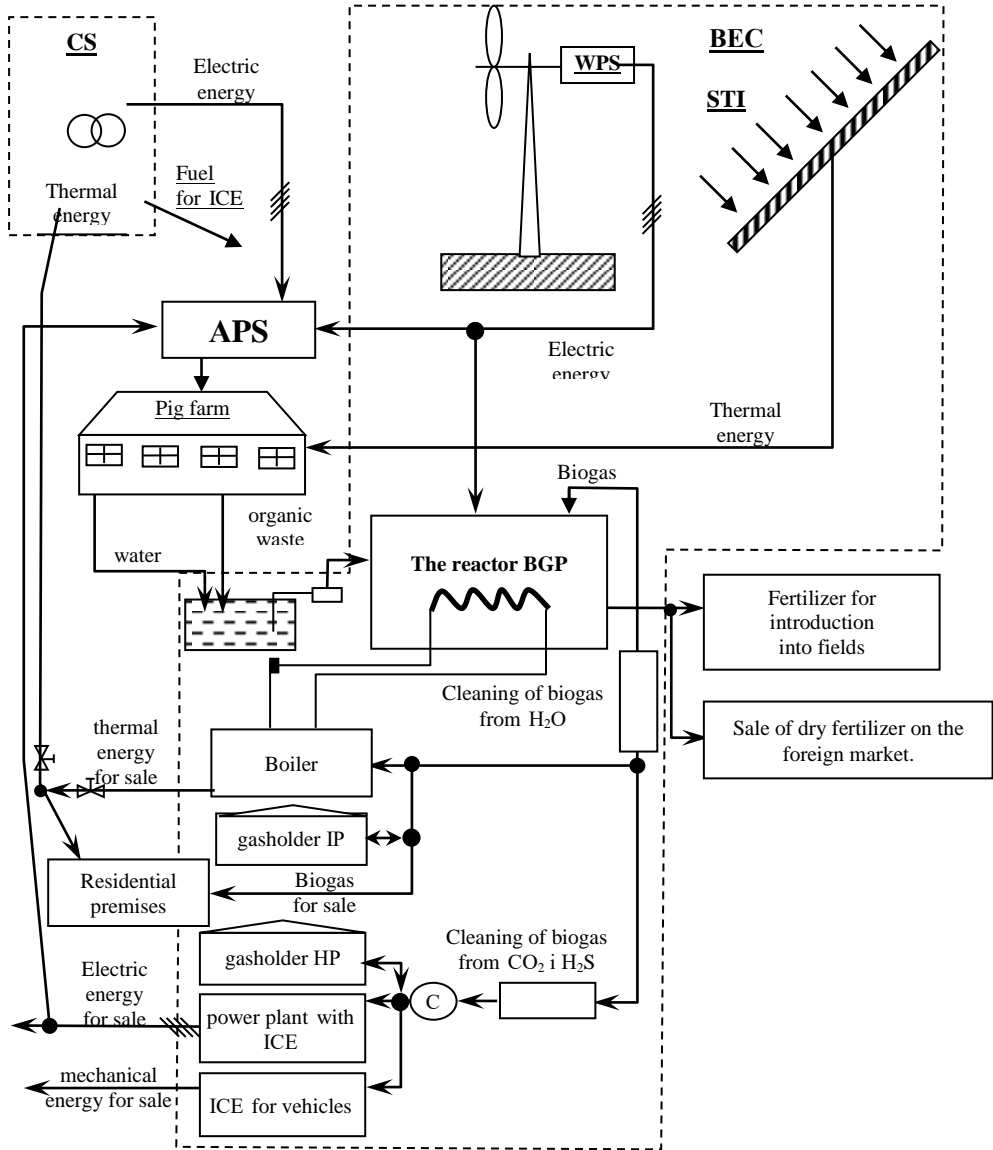 CS
Electric
energy
Thermal
energy
Fuel
for ICE
WPS
BEC
STI
APS
Electric
energy
Pig farm
Thermal
energy
Biogas
organic
waste
water
The reactor BGP
Fertilizer for
introduction
into fields
Cleaning of biogas
from H₂O
Sale of dry fertilizer on the
foreign market.
thermal
energy
for sale
Boiler
gasholder IP
Residential
premises
Biogas
for sale
gasholder HP
Cleaning of biogas
from CO₂ i H₂S
C
Electric
energy
for sale
power plant with
ICE
mechanical
energy for sale
ICE for vehicles